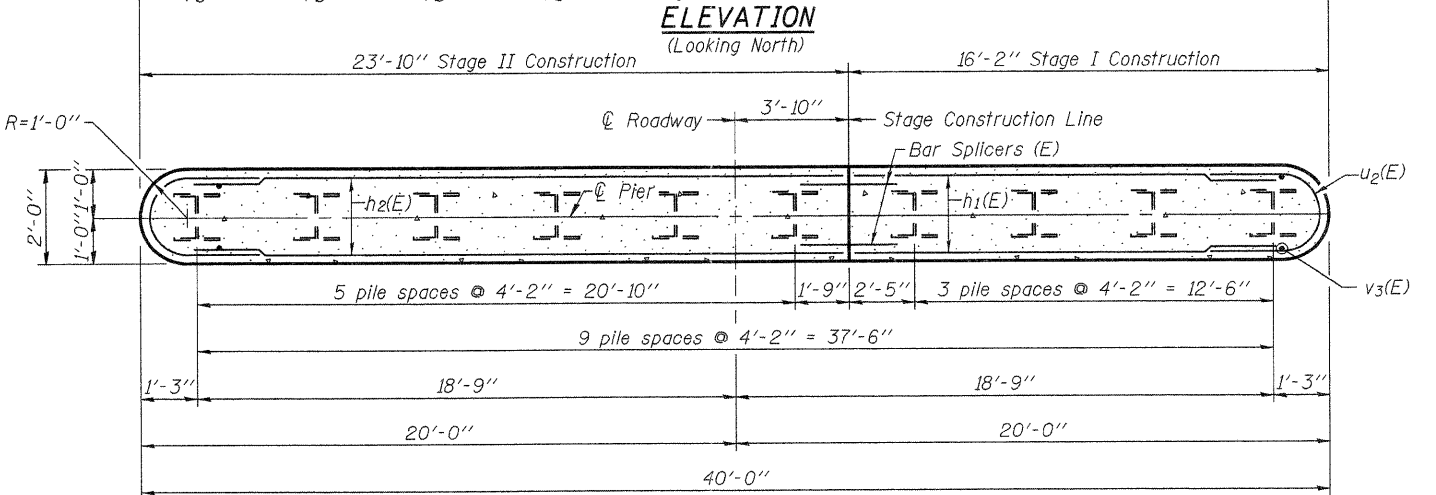 ELEVATION
(Looking North)
23'-10" Stage II Construction
16'-2" Stage I Construction
3'-10"
R=1'-0"
℄ Roadway
Stage Construction Line
Bar Splicers (E)
u2(E)
2'-0"
1'-0"
1'-0"
h2(E)
℄ Pier
h1(E)
v3(E)
5 pile spaces @ 4'-2" = 20'-10"
1'-9"
2'-5"
3 pile spaces @ 4'-2" = 12'-6"
9 pile spaces @ 4'-2" = 37'-6"
1'-3"
18'-9"
18'-9"
1'-3"
20'-0"
20'-0"
40'-0"